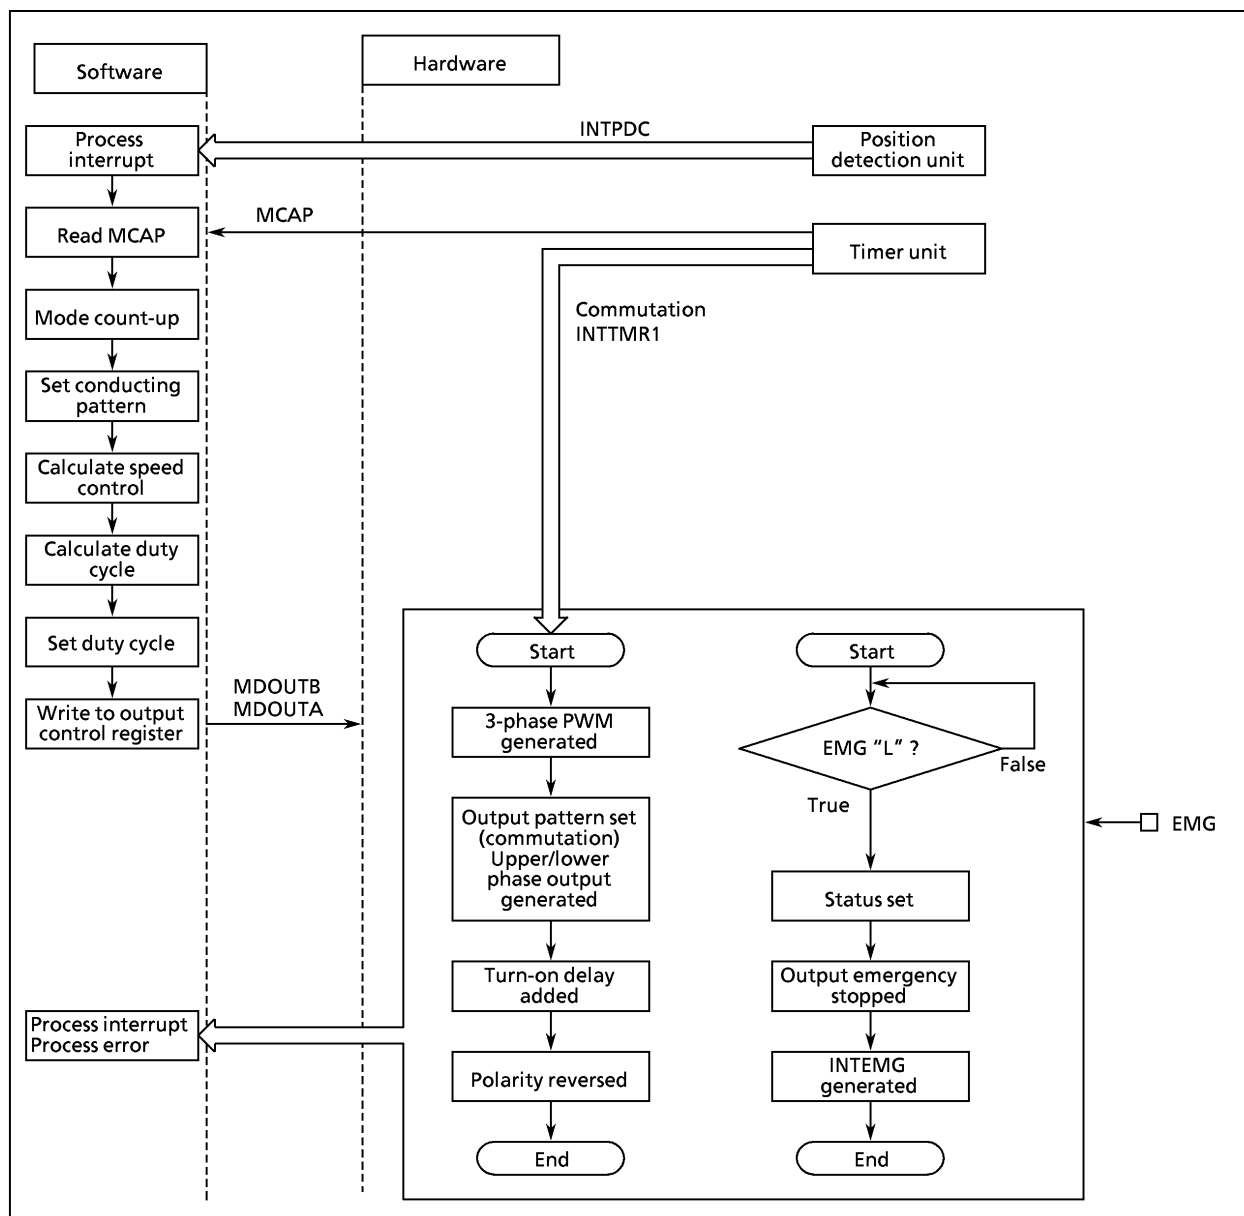 Software
Hardware
Process
interrupt
INTPDC
Position
detection unit
Read MCAP
MCAP
Timer unit
Mode count-up
Commutation
INTTMR1
Set conducting
pattern
Calculate speed
control
Calculate duty
cycle
Set duty cycle
Write to output
control register
MDOUTB
MDOUTA
Start
3-phase PWM
generated
Output pattern set
(commutation)
Upper/lower
phase output
generated
Turn-on delay
added
Polarity reversed
End
Start
EMG “L” ?
False
True
Status set
Output emergency
stopped
INTEMG
generated
End
EMG
Process interrupt
Process error